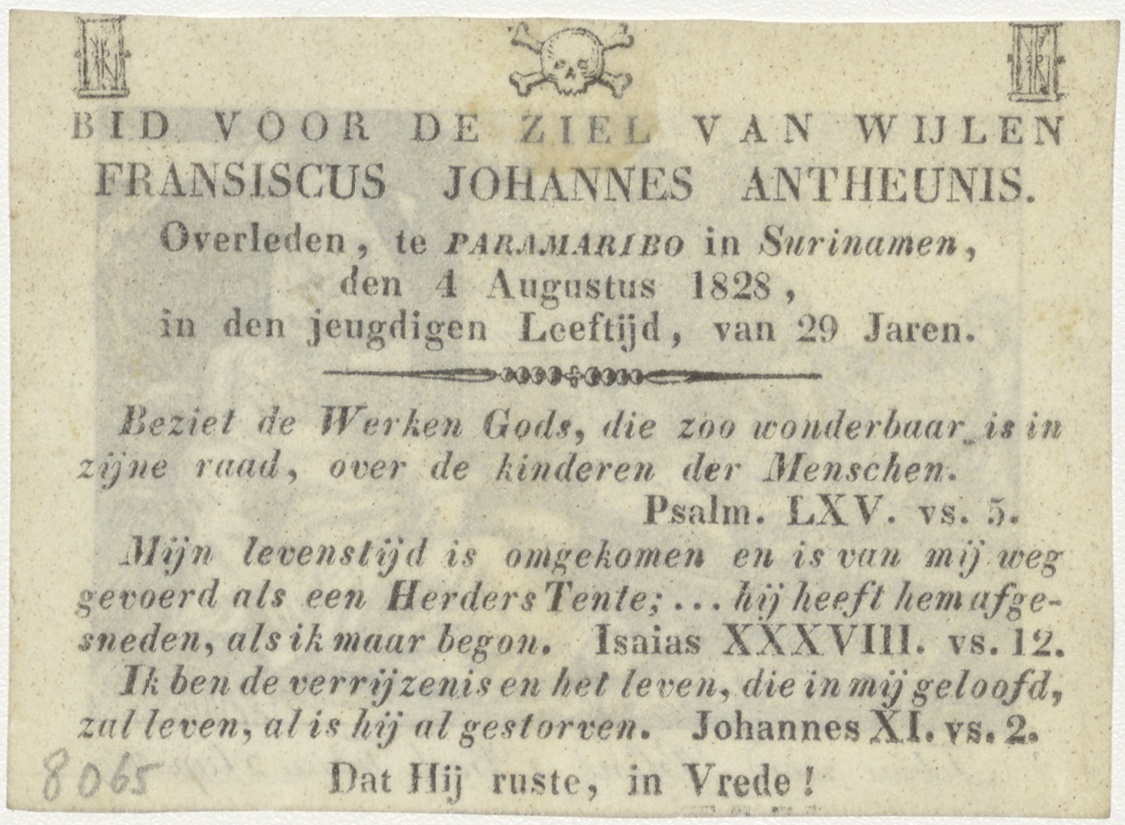 BID VOOR DE ZIEL VAN WIJLEN
FRANSISCUS JOHANNES ANTHEUNIS.
Overleden, te PARAMARIBO in Surinamen,
den 4 Augustus 1828,
in den jeugdigen Leeftijd, van 29 Jaren.
Beziet de Werken Gods, die zoo wonderbaar is in
zijne raad, over de kinderen der Menschen.
Psalm. LXV. vs. 5.
Mijn levenstijd is omgekomen en is van mij weg
gevoerd als een Herders Tente; ... hij heeft hem afge-
sneden, als ik maar begon. Isaias XXXVIII. vs. 12.
Ik ben de verrijzenis en het leven, die in mij geloofd,
zal leven, al is hij al gestorven. Johannes XI. vs. 2.
Dat Hij ruste, in Vrede!
8065